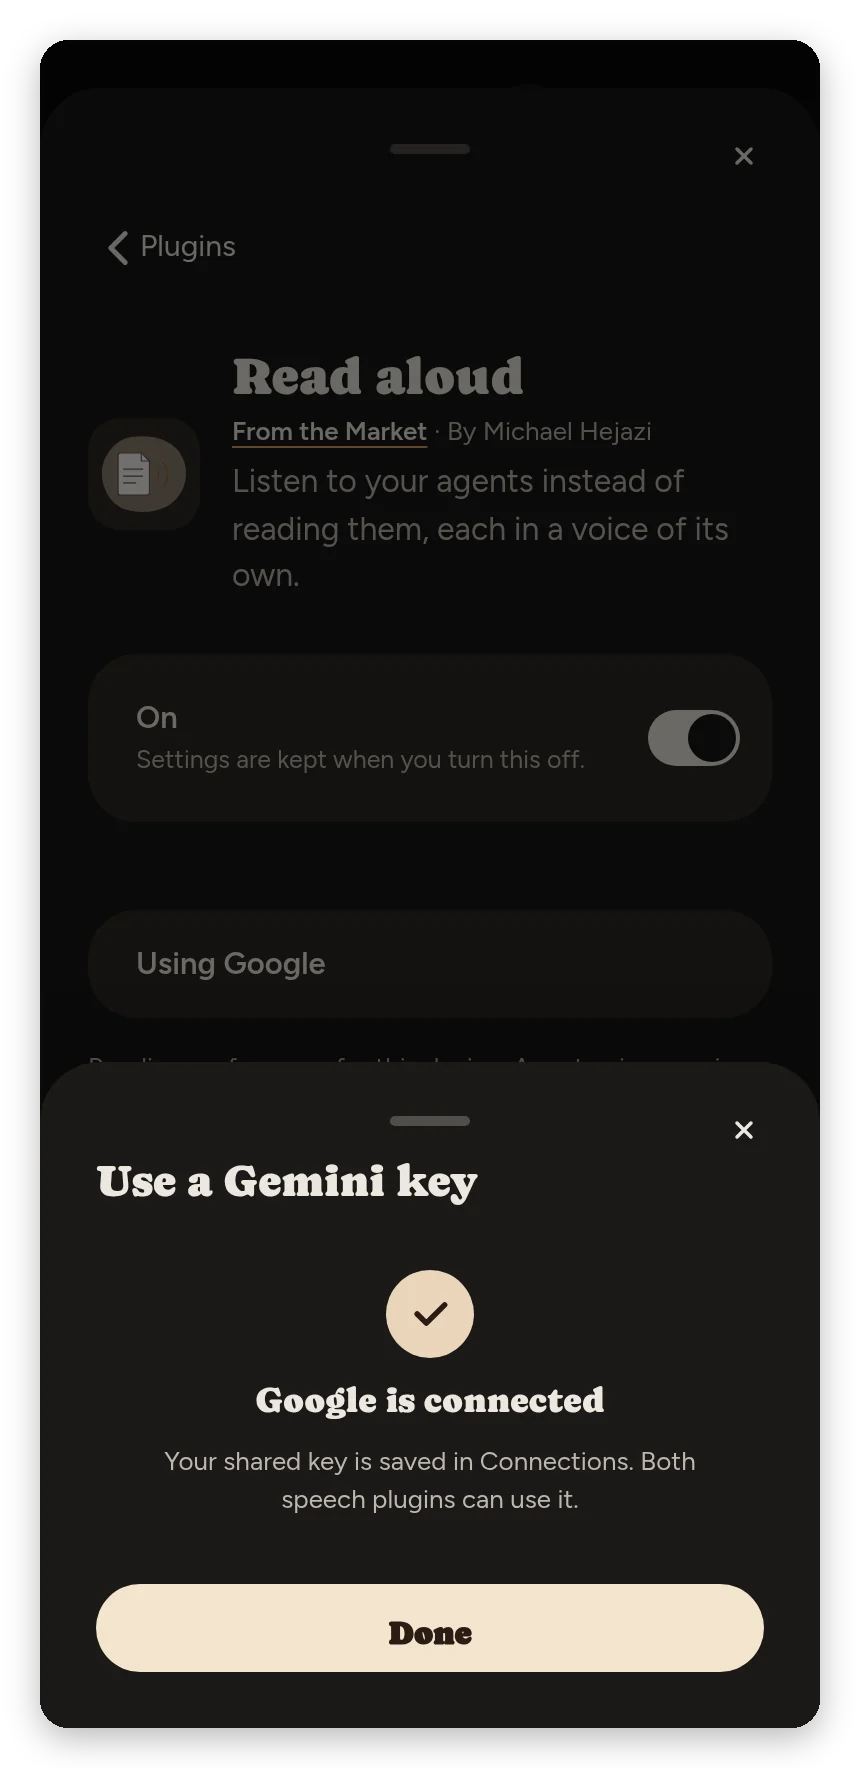 Plugins
Read aloud
From the Market · By Michael Hejazi
Listen to your agents instead of
reading them, each in a voice of its
own.
On
Settings are kept when you turn this off.
Using Google
Use a Gemini key
Google is connected
Your shared key is saved in Connections. Both
speech plugins can use it.
Done